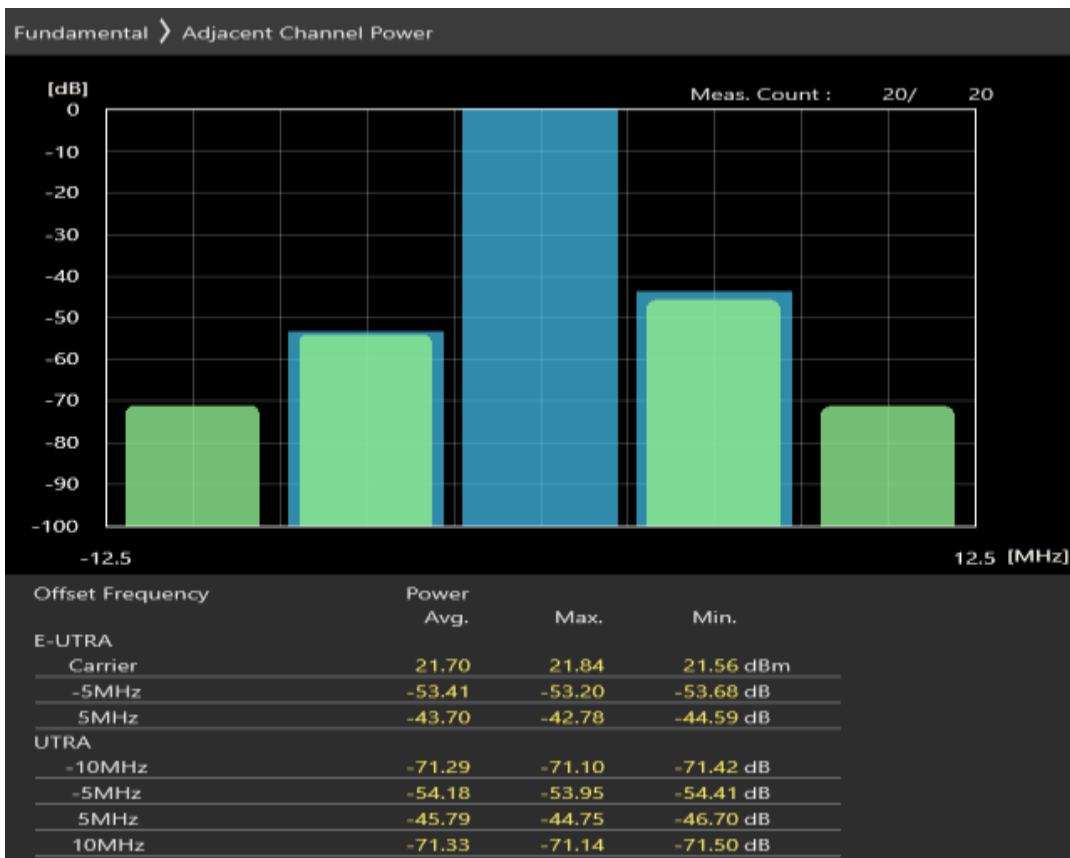 Fundamental ❭ Adjacent Channel Power
[dB]
Meas. Count : 20/ 20
0
-10
-20
-30
-40
-50
-60
-70
-80
-90
-100
-12.5 12.5 [MHz]
Offset Frequency Power
Avg. Max. Min.
E-UTRA
Carrier 21.70 21.84 21.56 dBm
-5MHz -53.41 -53.20 -53.68 dB
5MHz -43.70 -42.78 -44.59 dB
UTRA
-10MHz -71.29 -71.10 -71.42 dB
-5MHz -54.18 -53.95 -54.41 dB
5MHz -45.79 -44.75 -46.70 dB
10MHz -71.33 -71.14 -71.50 dB